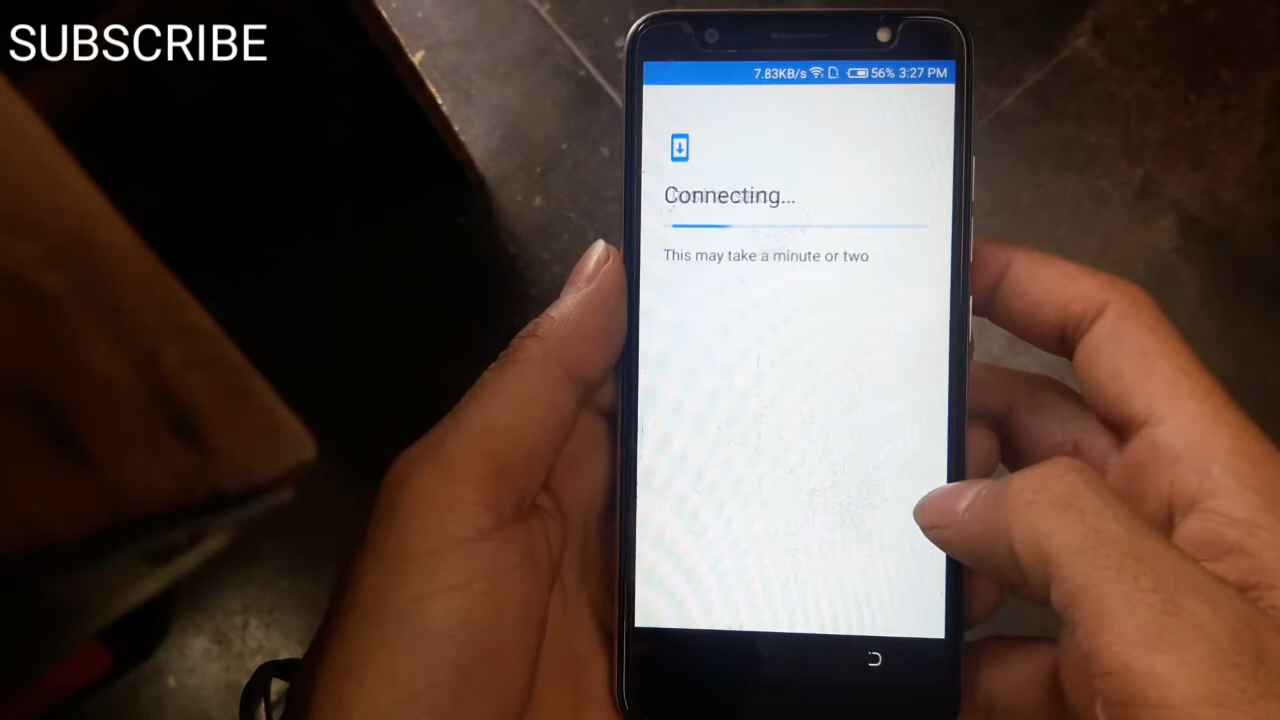 SUBSCRIBE
7.83KB/s 56% 3:27 PM
Connecting...
This may take a minute or two